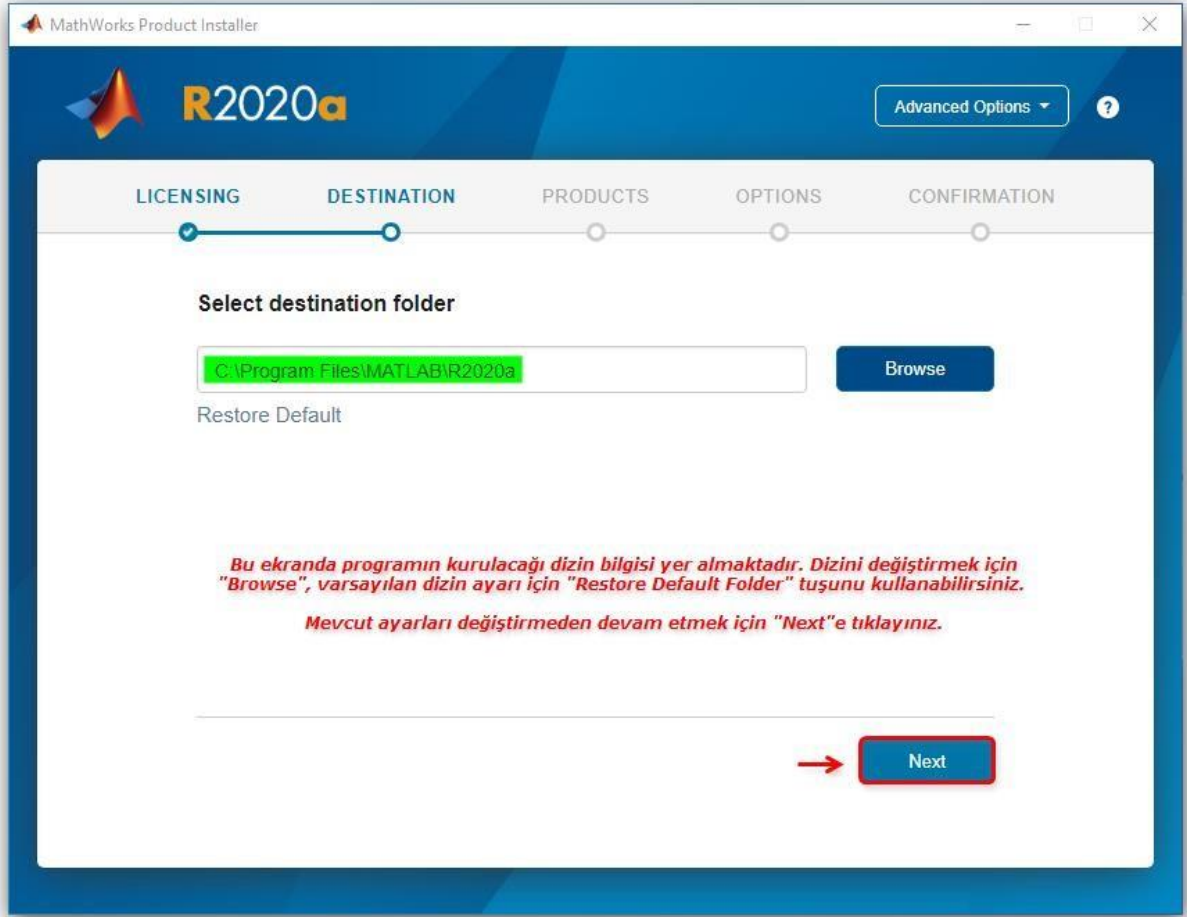 MathWorks Product Installer
R2020a
Advanced Options
?
LICENSING DESTINATION PRODUCTS OPTIONS CONFIRMATION
Select destination folder
C:\Program Files\MATLAB\R2020a
Browse
Restore Default
Bu ekranda programın kurulacağı dizin bilgisi yer almaktadır. Dizini değiştirmek için
"Browse", varsayılan dizin ayarı için "Restore Default Folder" tuşunu kullanabilirsiniz.
Mevcut ayarları değiştirmeden devam etmek için "Next"e tıklayınız.
Next